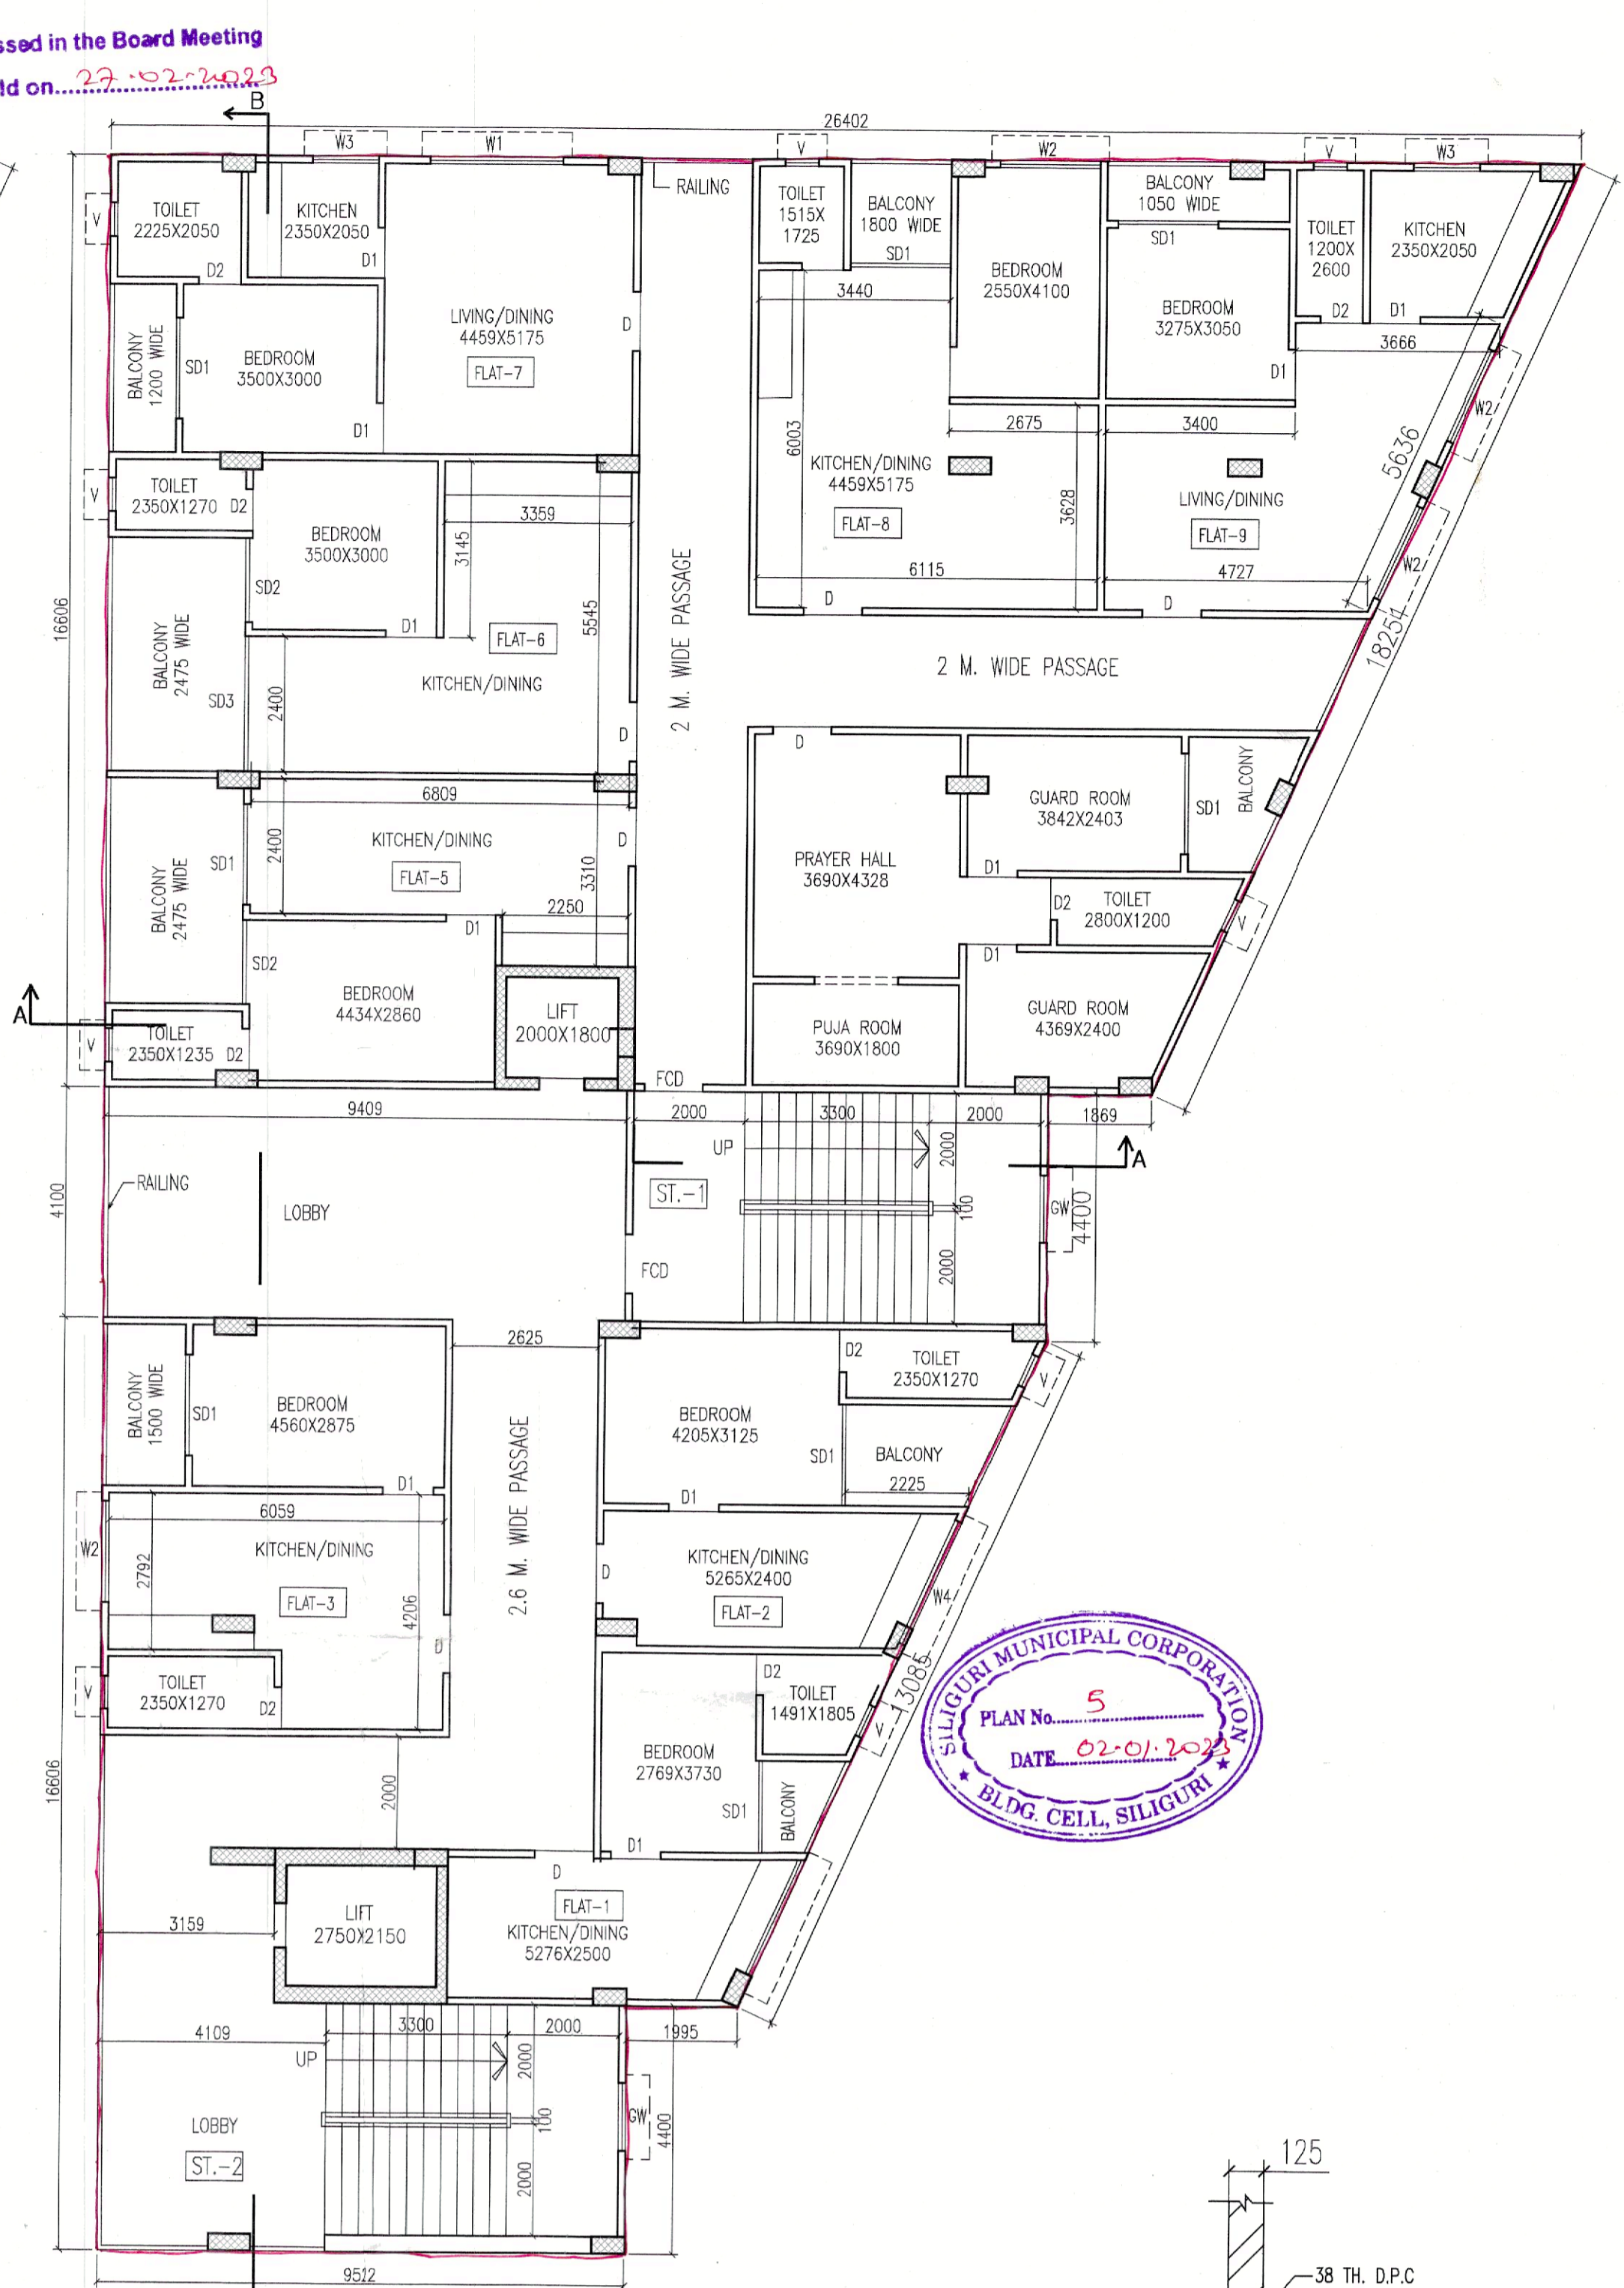 ssed in the Board Meeting
ld on 27-02-2023
B
26402
W3
W1
V
W2
V
W3
RAILING
TOILET
2225X2050
KITCHEN
2350X2050
V
D2
D1
TOILET
1515X
1725
BALCONY
1800 WIDE
SD1
BALCONY
1050 WIDE
SD1
TOILET
1200X
2600
D2
KITCHEN
2350X2050
D1
3440
BEDROOM
2550X4100
BEDROOM
3275X3050
D1
3666
LIVING/DINING
4459X5175
FLAT-7
D
BALCONY
1200 WIDE
SD1
BEDROOM
3500X3000
D1
6003
2675
3400
W2
5636
KITCHEN/DINING
4459X5175
FLAT-8
3628
LIVING/DINING
FLAT-9
W2
6115
4727
D
D
18251
V
TOILET
2350X1270
D2
BEDROOM
3500X3000
3359
3145
5545
SD2
D1
FLAT-6
KITCHEN/DINING
BALCONY
2475 WIDE
SD3
2400
D
16606
2 M. WIDE PASSAGE
2 M. WIDE PASSAGE
D
GUARD ROOM
3842X2403
SD1
BALCONY
PRAYER HALL
3690X4328
D1
D2
TOILET
2800X1200
V
D1
GUARD ROOM
4369X2400
PUJA ROOM
3690X1800
6809
2400
KITCHEN/DINING
FLAT-5
D
3310
2250
BALCONY
2475 WIDE
SD1
D1
SD2
BEDROOM
4434X2860
LIFT
2000X1800
A
V
TOILET
2350X1235
D2
FCD
9409
2000
3300
2000
1869
UP
2000
A
ST.-1
100
GW
4400
2000
RAILING
LOBBY
4100
FCD
2625
D2
TOILET
2350X1270
V
BALCONY
1500 WIDE
SD1
BEDROOM
4560X2875
D1
BEDROOM
4205X3125
SD1
BALCONY
2225
D1
2.6 M. WIDE PASSAGE
6059
W2
2792
KITCHEN/DINING
FLAT-3
4206
D
D
KITCHEN/DINING
5265X2400
FLAT-2
W4
13085
V
TOILET
2350X1270
D2
D2
TOILET
1491X1805
V
BEDROOM
2769X3730
SD1
BALCONY
D1
2000
16606
SILIGURI MUNICIPAL CORPORATION
PLAN No. 5
DATE 02-01-2023
★ BLDG. CELL, SILIGURI ★
3159
LIFT
2750X2150
D
FLAT-1
KITCHEN/DINING
5276X2500
4109
3300
2000
1995
UP
2000
100
GW
4400
2000
LOBBY
ST.-2
9512
125
38 TH. D.P.C